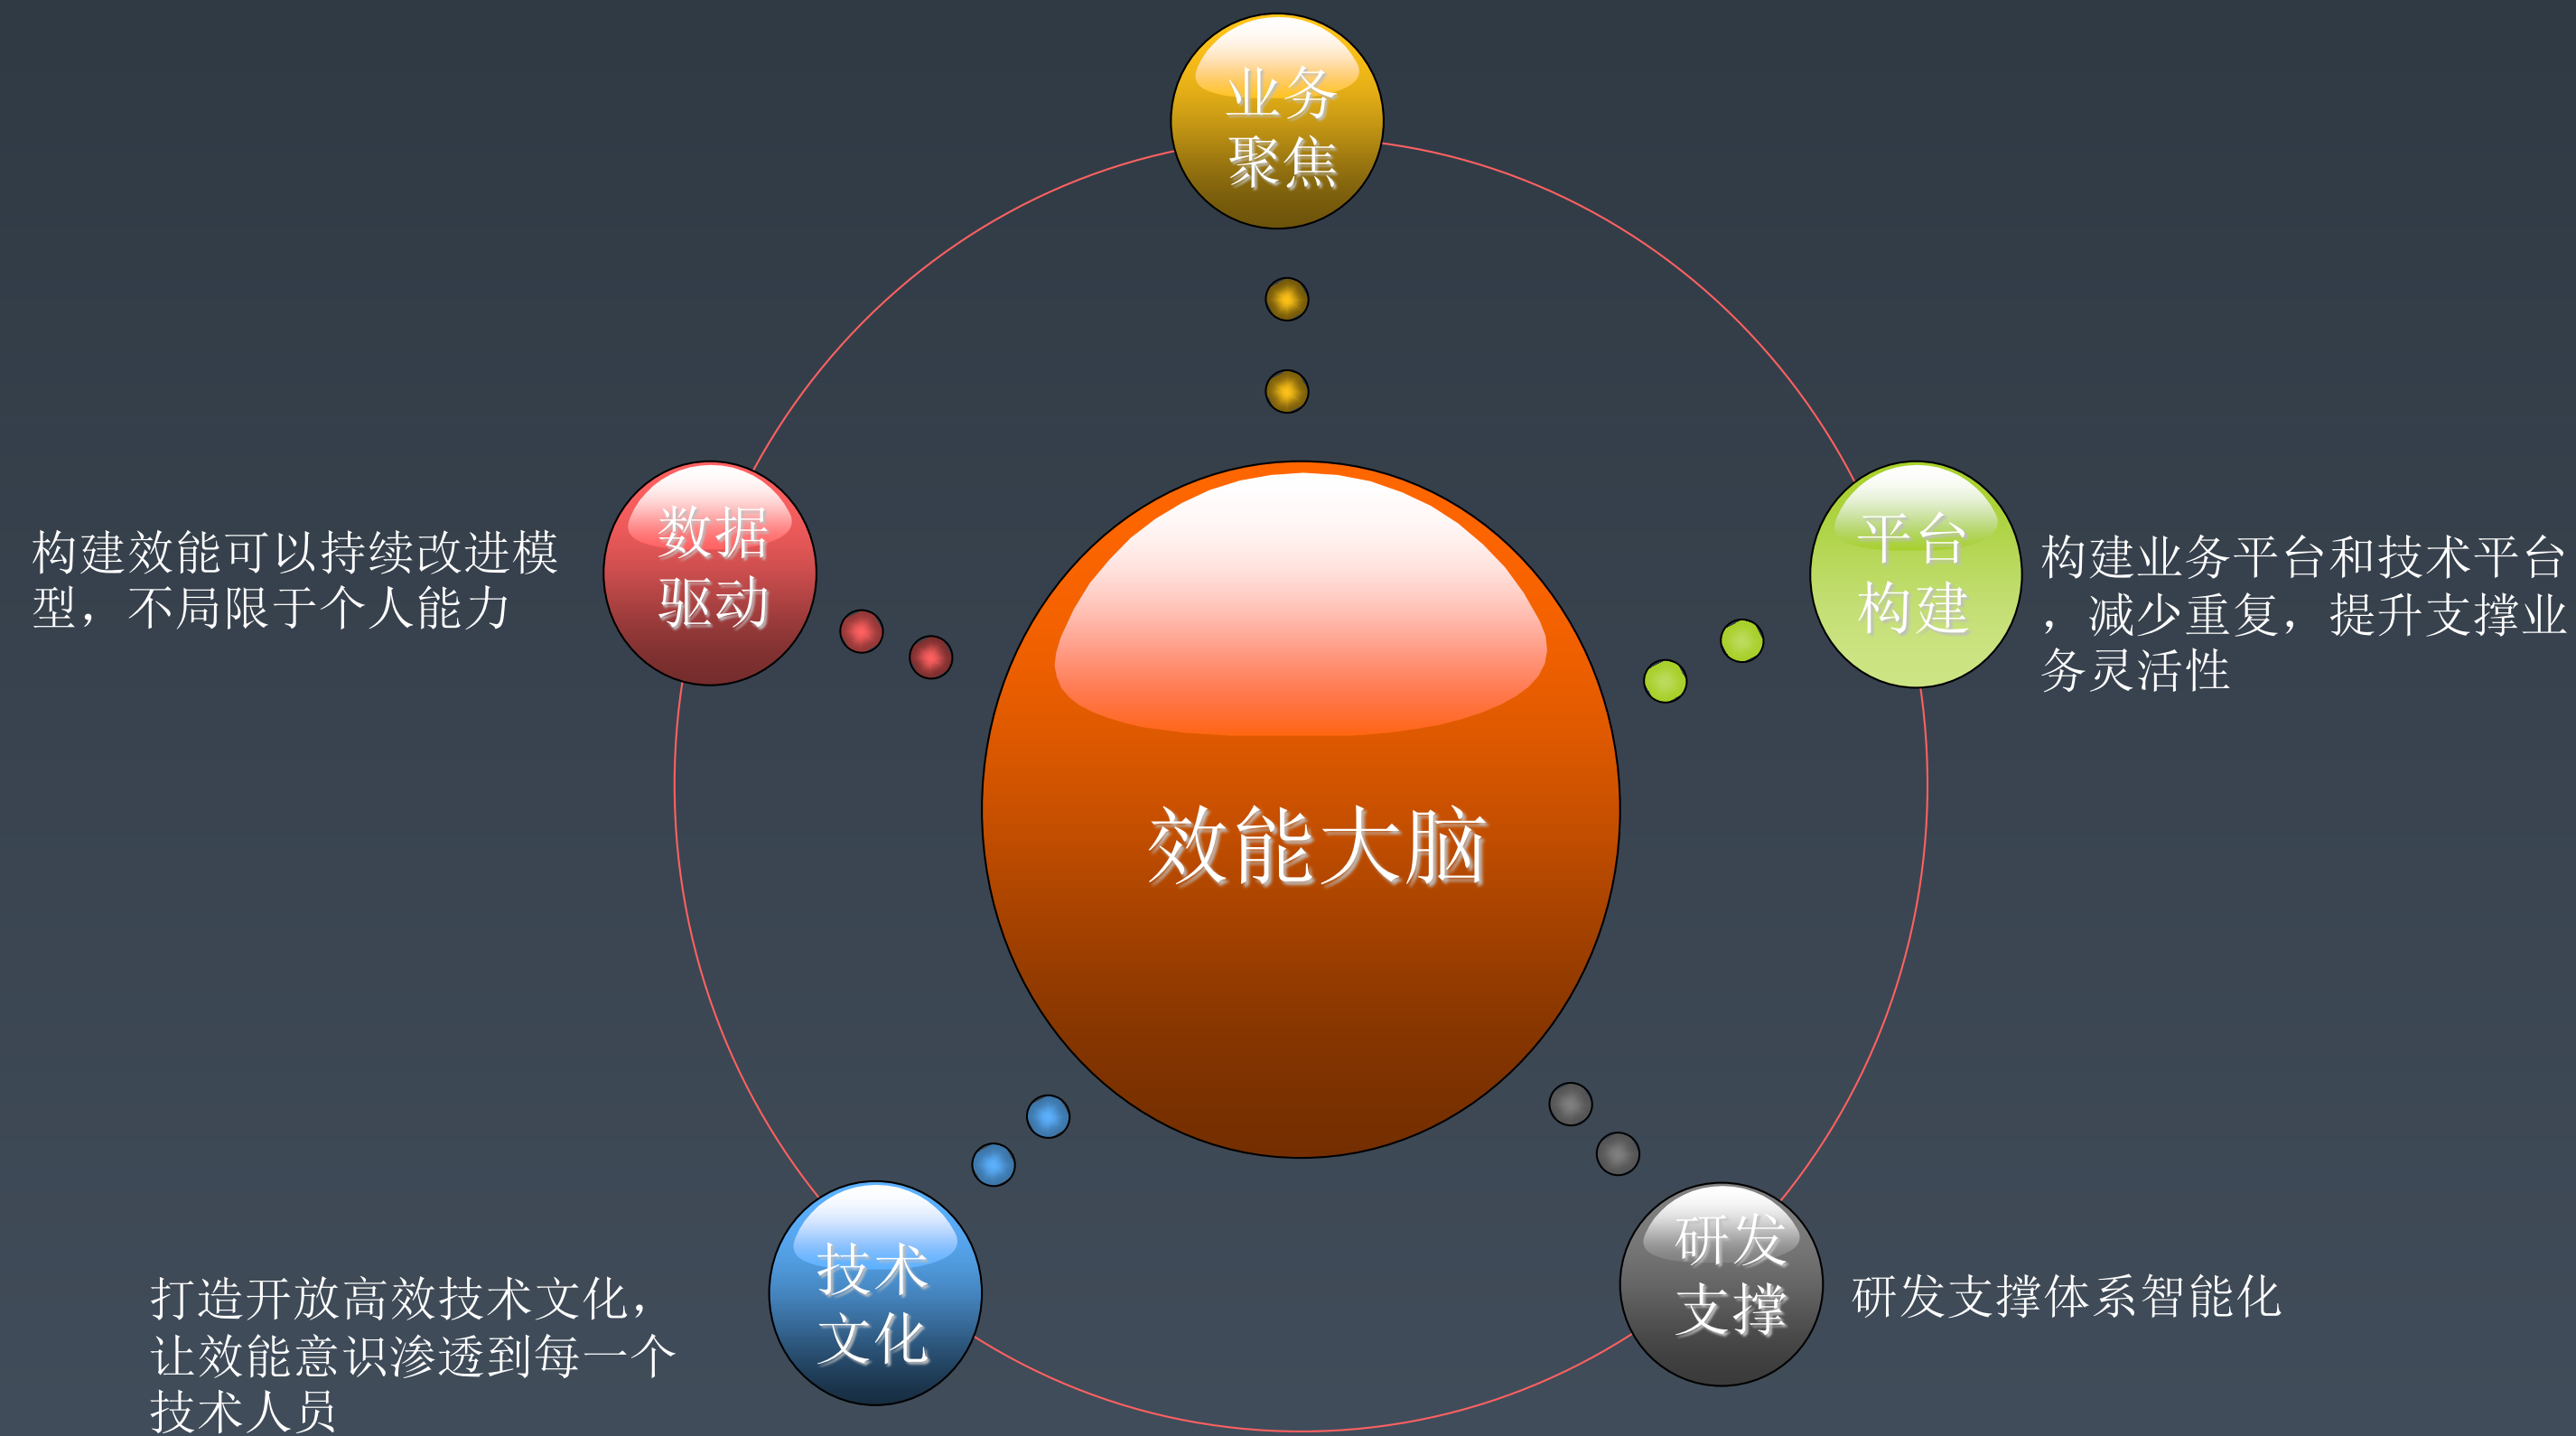 业务
聚焦
数据
驱动
构建效能可以持续改进模
型，不局限于个人能力
平台
构建
构建业务平台和技术平台
，减少重复，提升支撑业
务灵活性
效能大脑
技术
文化
打造开放高效技术文化，
让效能意识渗透到每一个
技术人员
研发
支撑
研发支撑体系智能化